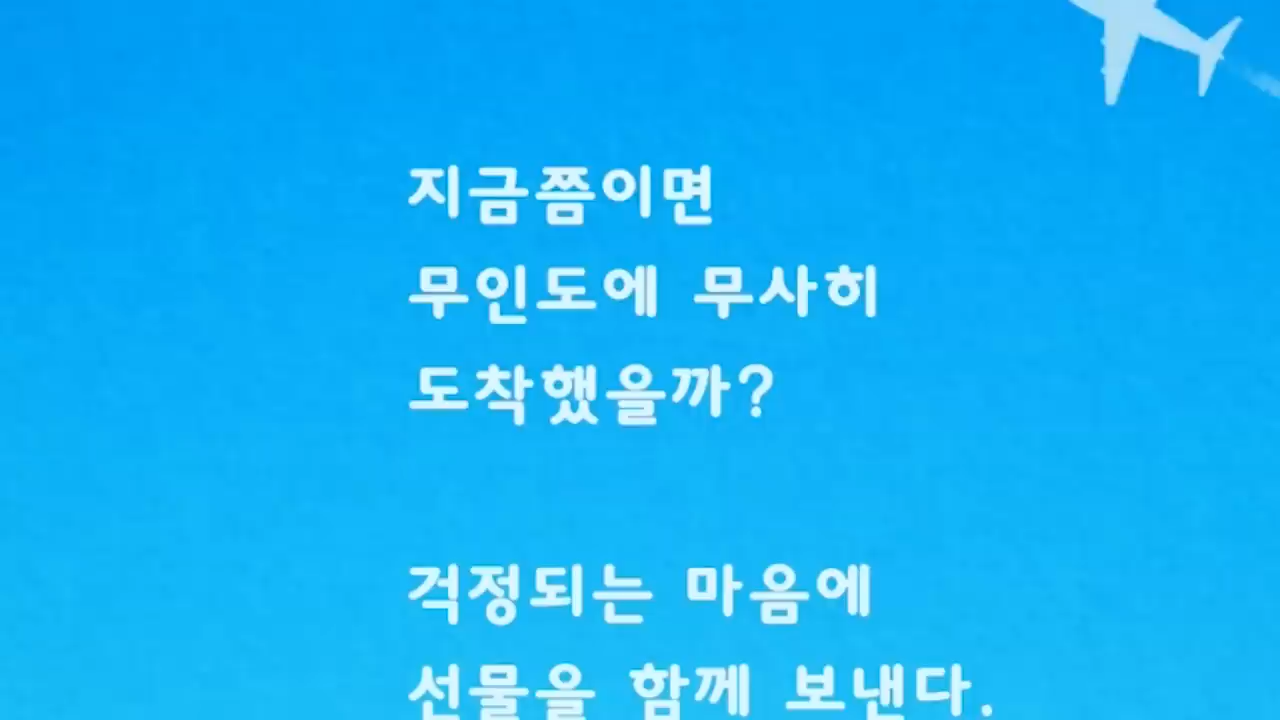 지금쯤이면
무인도에 무사히
도착했을까?
걱정되는 마음에
선물을 함께 보낸다.